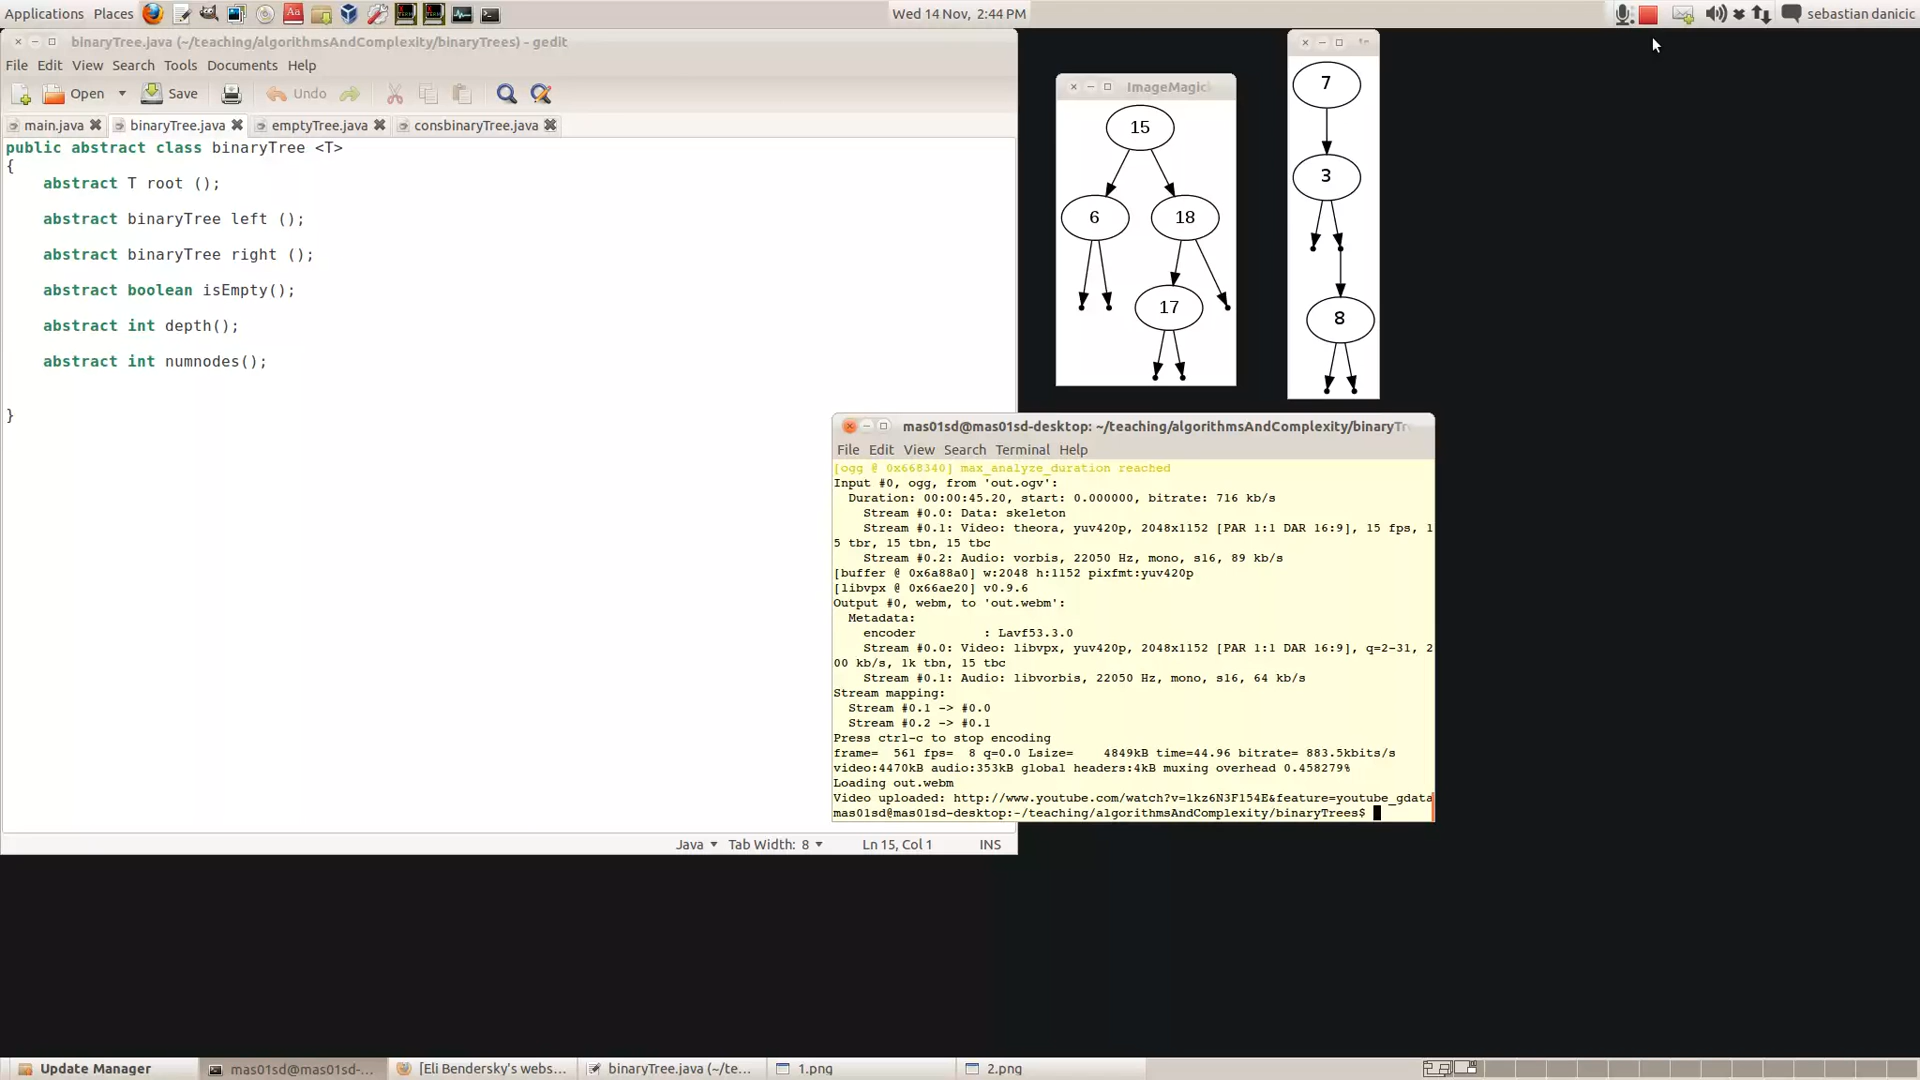 Applications Places Aa Wed 14 Nov, 2:44 PM sebastian danicic
binaryTree.java (~/teaching/algorithmsAndComplexity/binaryTrees) - gedit
File Edit View Search Tools Documents Help
Open Save Undo
main.java binaryTree.java emptyTree.java consbinaryTree.java
public abstract class binaryTree <T>
{
abstract T root ();
abstract binaryTree left ();
abstract binaryTree right ();
abstract boolean isEmpty();
abstract int depth();
abstract int numnodes();
}
Java Tab Width: 8 Ln 15, Col 1 INS
ImageMagic
15
6 18
17
7
3
8
mas01sd@mas01sd-desktop: ~/teaching/algorithmsAndComplexity/binaryTr
File Edit View Search Terminal Help
[ogg @ 0x668340] max_analyze_duration reached
Input #0, ogg, from 'out.ogv':
Duration: 00:00:45.20, start: 0.000000, bitrate: 716 kb/s
Stream #0.0: Data: skeleton
Stream #0.1: Video: theora, yuv420p, 2048x1152 [PAR 1:1 DAR 16:9], 15 fps, 1
5 tbr, 15 tbn, 15 tbc
Stream #0.2: Audio: vorbis, 22050 Hz, mono, s16, 89 kb/s
[buffer @ 0x6a88a0] w:2048 h:1152 pixfmt:yuv420p
[libvpx @ 0x66ae20] v0.9.6
Output #0, webm, to 'out.webm':
Metadata:
encoder : Lavf53.3.0
Stream #0.0: Video: libvpx, yuv420p, 2048x1152 [PAR 1:1 DAR 16:9], q=2-31, 2
00 kb/s, 1k tbn, 15 tbc
Stream #0.1: Audio: libvorbis, 22050 Hz, mono, s16, 64 kb/s
Stream mapping:
Stream #0.1 -> #0.0
Stream #0.2 -> #0.1
Press ctrl-c to stop encoding
frame= 561 fps= 8 q=0.0 Lsize= 4849kB time=44.96 bitrate= 883.5kbits/s
video:4470kB audio:353kB global headers:4kB muxing overhead 0.458279%
Loading out.webm
Video uploaded: http://www.youtube.com/watch?v=lkz6N3F154E&feature=youtube_gdata
mas01sd@mas01sd-desktop:~/teaching/algorithmsAndComplexity/binaryTrees$
Update Manager mas01sd@mas01sd-... [Eli Bendersky's webs... binaryTree.java (~/te... 1.png 2.png